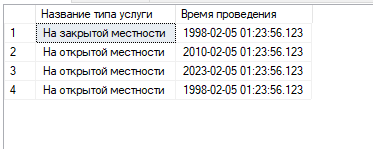 Название типа услуги Время проведения
1 На закрытой местности 1998-02-05 01:23:56.123
2 На открытой местности 2010-02-05 01:23:56.123
3 На открытой местности 2023-02-05 01:23:56.123
4 На открытой местности 1998-02-05 01:23:56.123